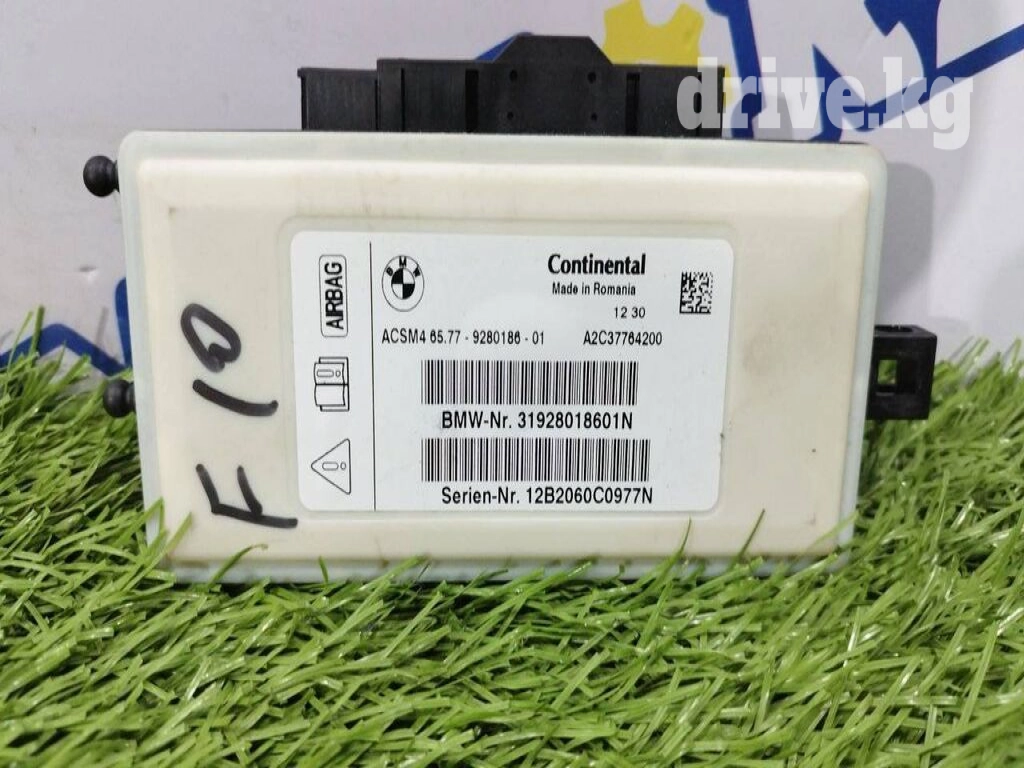 drive.kg
AIRBAG
BMW
Continental
Made in Romania
12 30
ACSM4 65.77 - 9280186 - 01 A2C37764200
BMW-Nr. 31928018601N
Serien-Nr. 12B2060C0977N
F 10